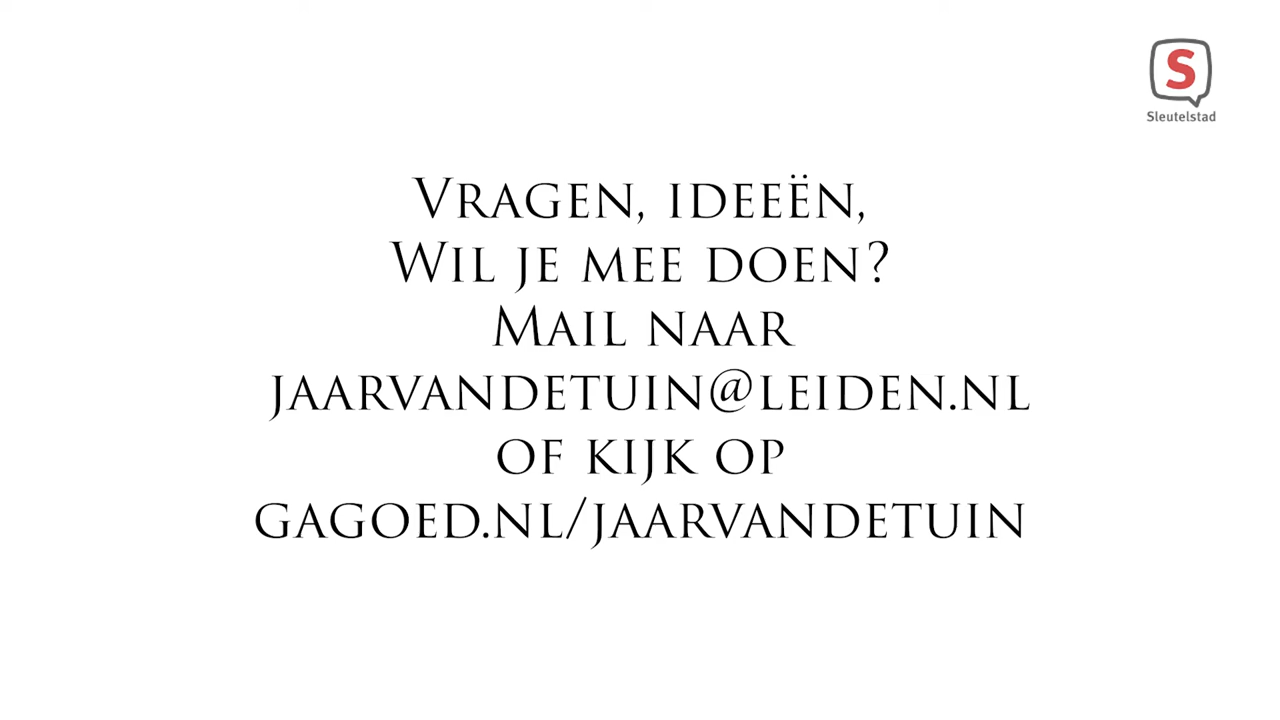 S
Sleutelstad
Vragen, ideeën,
Wil je mee doen?
Mail naar
jaarvandetuin@leiden.nl
of kijk op
gagoed.nl/jaarvandetuin